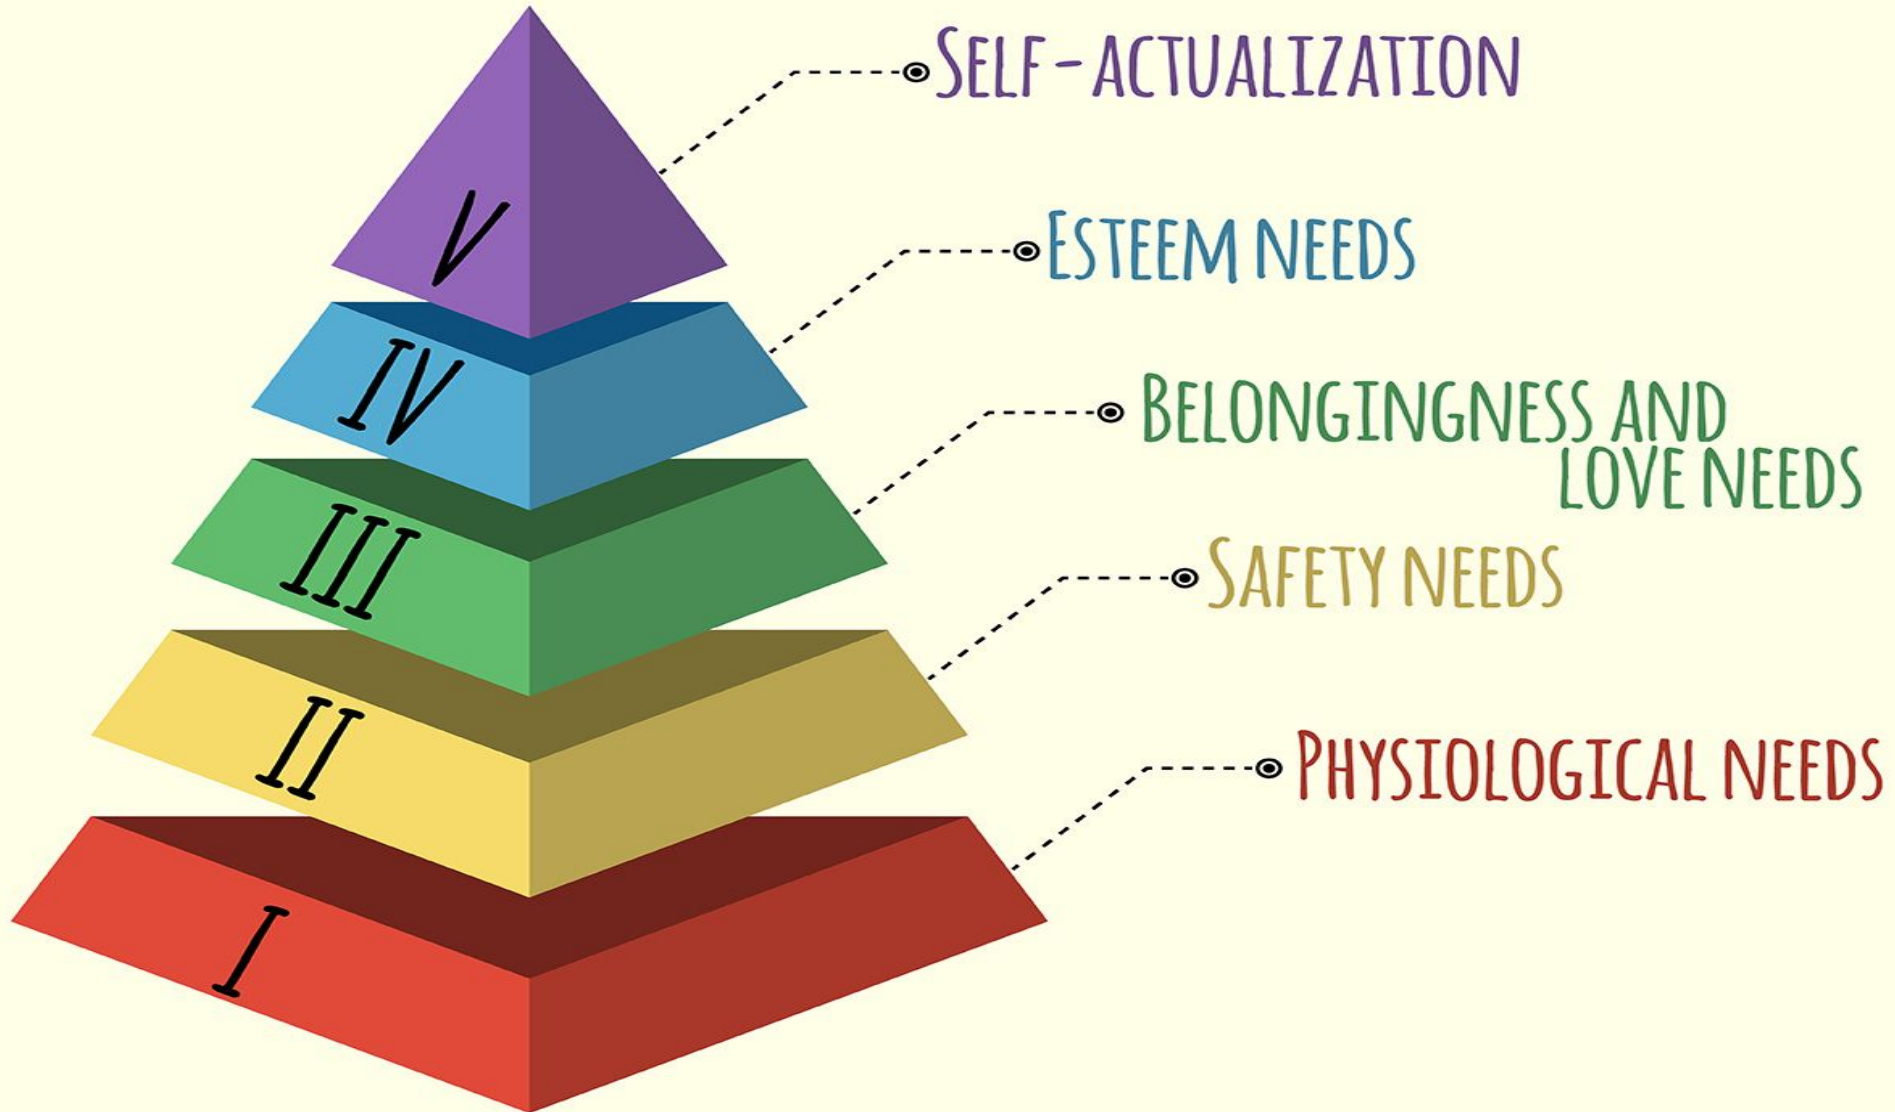 Self-actualization
V
Esteem needs
IV
Belongingness and
love needs
III
Safety needs
II
Physiological needs
I